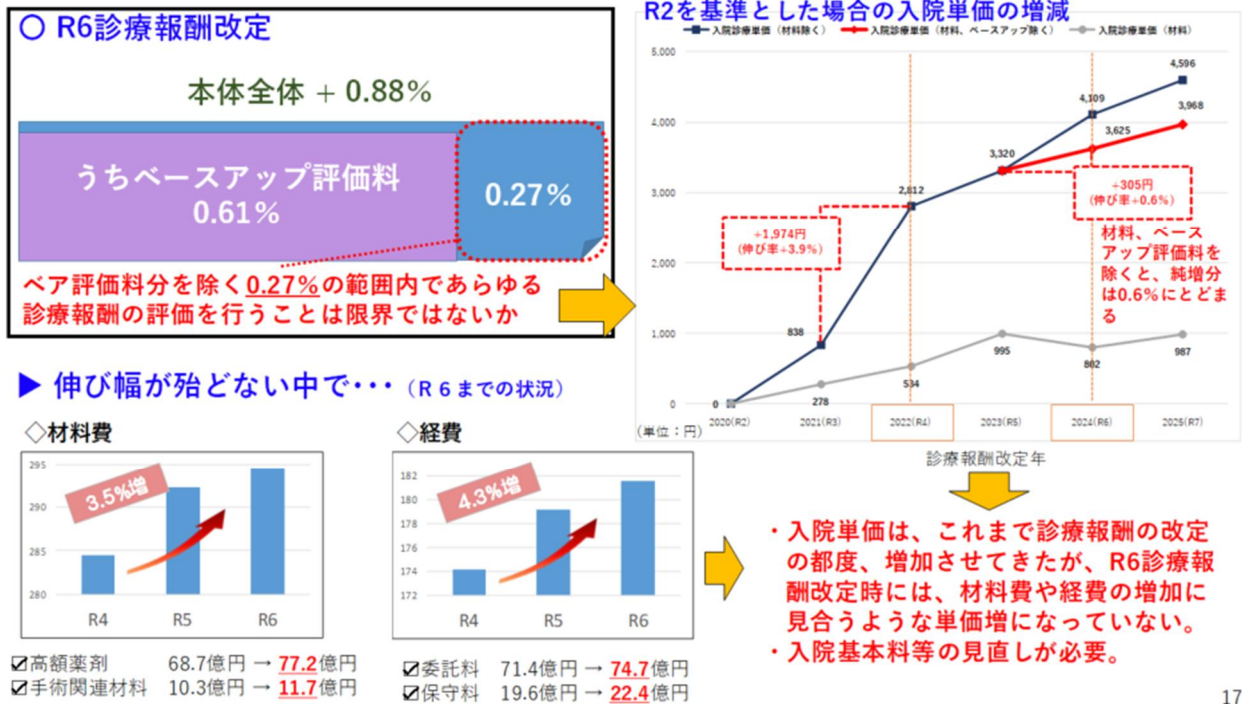 〇 R6診療報酬改定
本体全体 + 0.88%
うちベースアップ評価料
0.61%
0.27%
ベア評価料分を除く0.27%の範囲内であらゆる
診療報酬の評価を行うことは限界ではないか
R2を基準とした場合の入院単価の増減
入院診療単価（材料除く） 入院診療単価（材料、ベースアップ除く） 入院診療単価（材料）
5,000
4,000
3,000
2,000
1,000
0
0
838
2,812
3,320
4,109
4,596
3,625
3,968
278
534
995
802
987
+1,974円
（伸び率+3.9%）
+305円
（伸び率+0.6%）
材料、ベース
アップ評価料を
除くと、純増分
は0.6%にとどま
る
2020(R2) 2021(R3) 2022(R4) 2023(R5) 2024(R6) 2025(R7)
（単位：円）
診療報酬改定年
▶ 伸び幅が殆どない中で･･･（R６までの状況）
◇材料費
295
290
285
280
3.5%増
R4 R5 R6
☑高額薬剤 68.7億円 → 77.2億円
☑手術関連材料 10.3億円 → 11.7億円
◇経費
182
180
178
176
174
172
4.3%増
R4 R5 R6
☑委託料 71.4億円 → 74.7億円
☑保守料 19.6億円 → 22.4億円
・入院単価は、これまで診療報酬の改定
の都度、増加させてきたが、R6診療報
酬改定時には、材料費や経費の増加に
見合うような単価増になっていない。
・入院基本料等の見直しが必要。
17